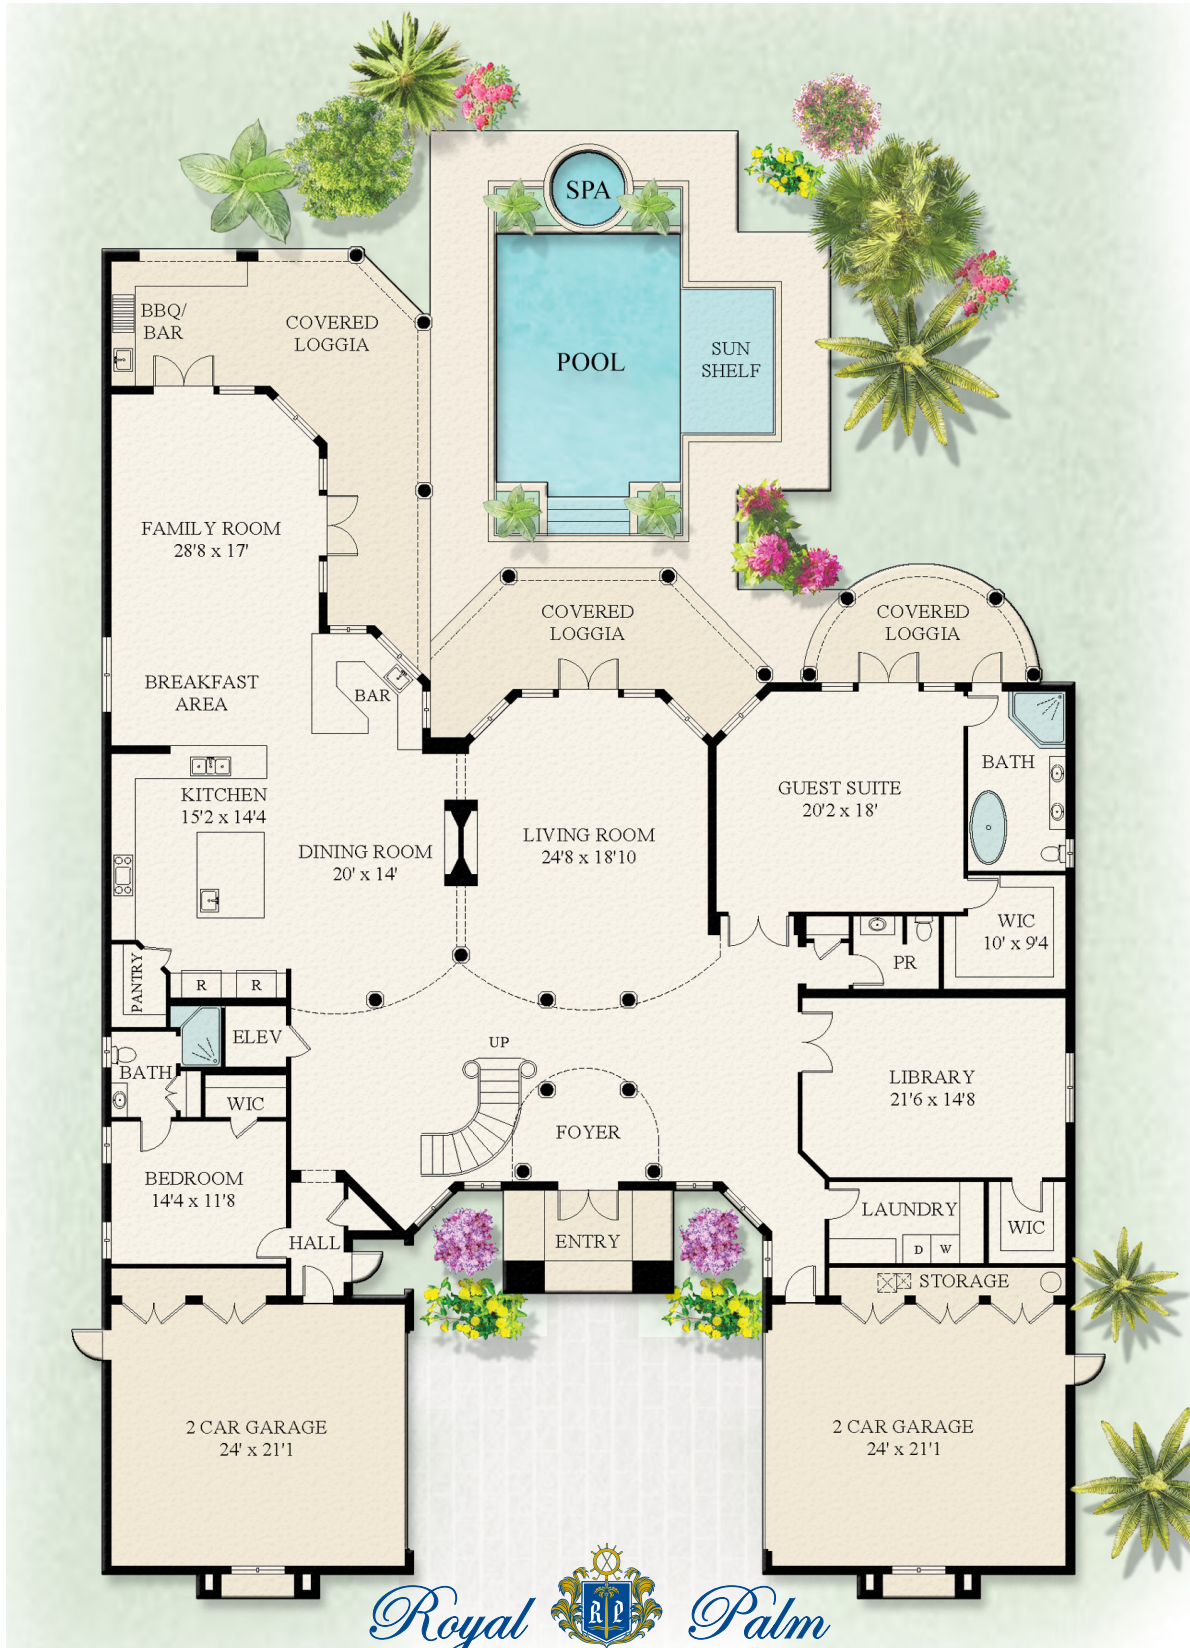 SPA
BBQ/
BAR
COVERED
LOGGIA
POOL
SUN
SHELF
FAMILY ROOM
28'8 x 17'
COVERED
LOGGIA
COVERED
LOGGIA
BREAKFAST
AREA
BAR
BATH
KITCHEN
15'2 x 14'4
GUEST SUITE
20'2 x 18'
DINING ROOM
20' x 14'
LIVING ROOM
24'8 x 18'10
WIC
10' x 9'4
PR
PANTRY
R
R
ELEV
UP
BATH
WIC
LIBRARY
21'6 x 14'8
FOYER
BEDROOM
14'4 x 11'8
HALL
ENTRY
LAUNDRY
D
W
WIC
STORAGE
2 CAR GARAGE
24' x 21'1
2 CAR GARAGE
24' x 21'1
Royal RP Palm